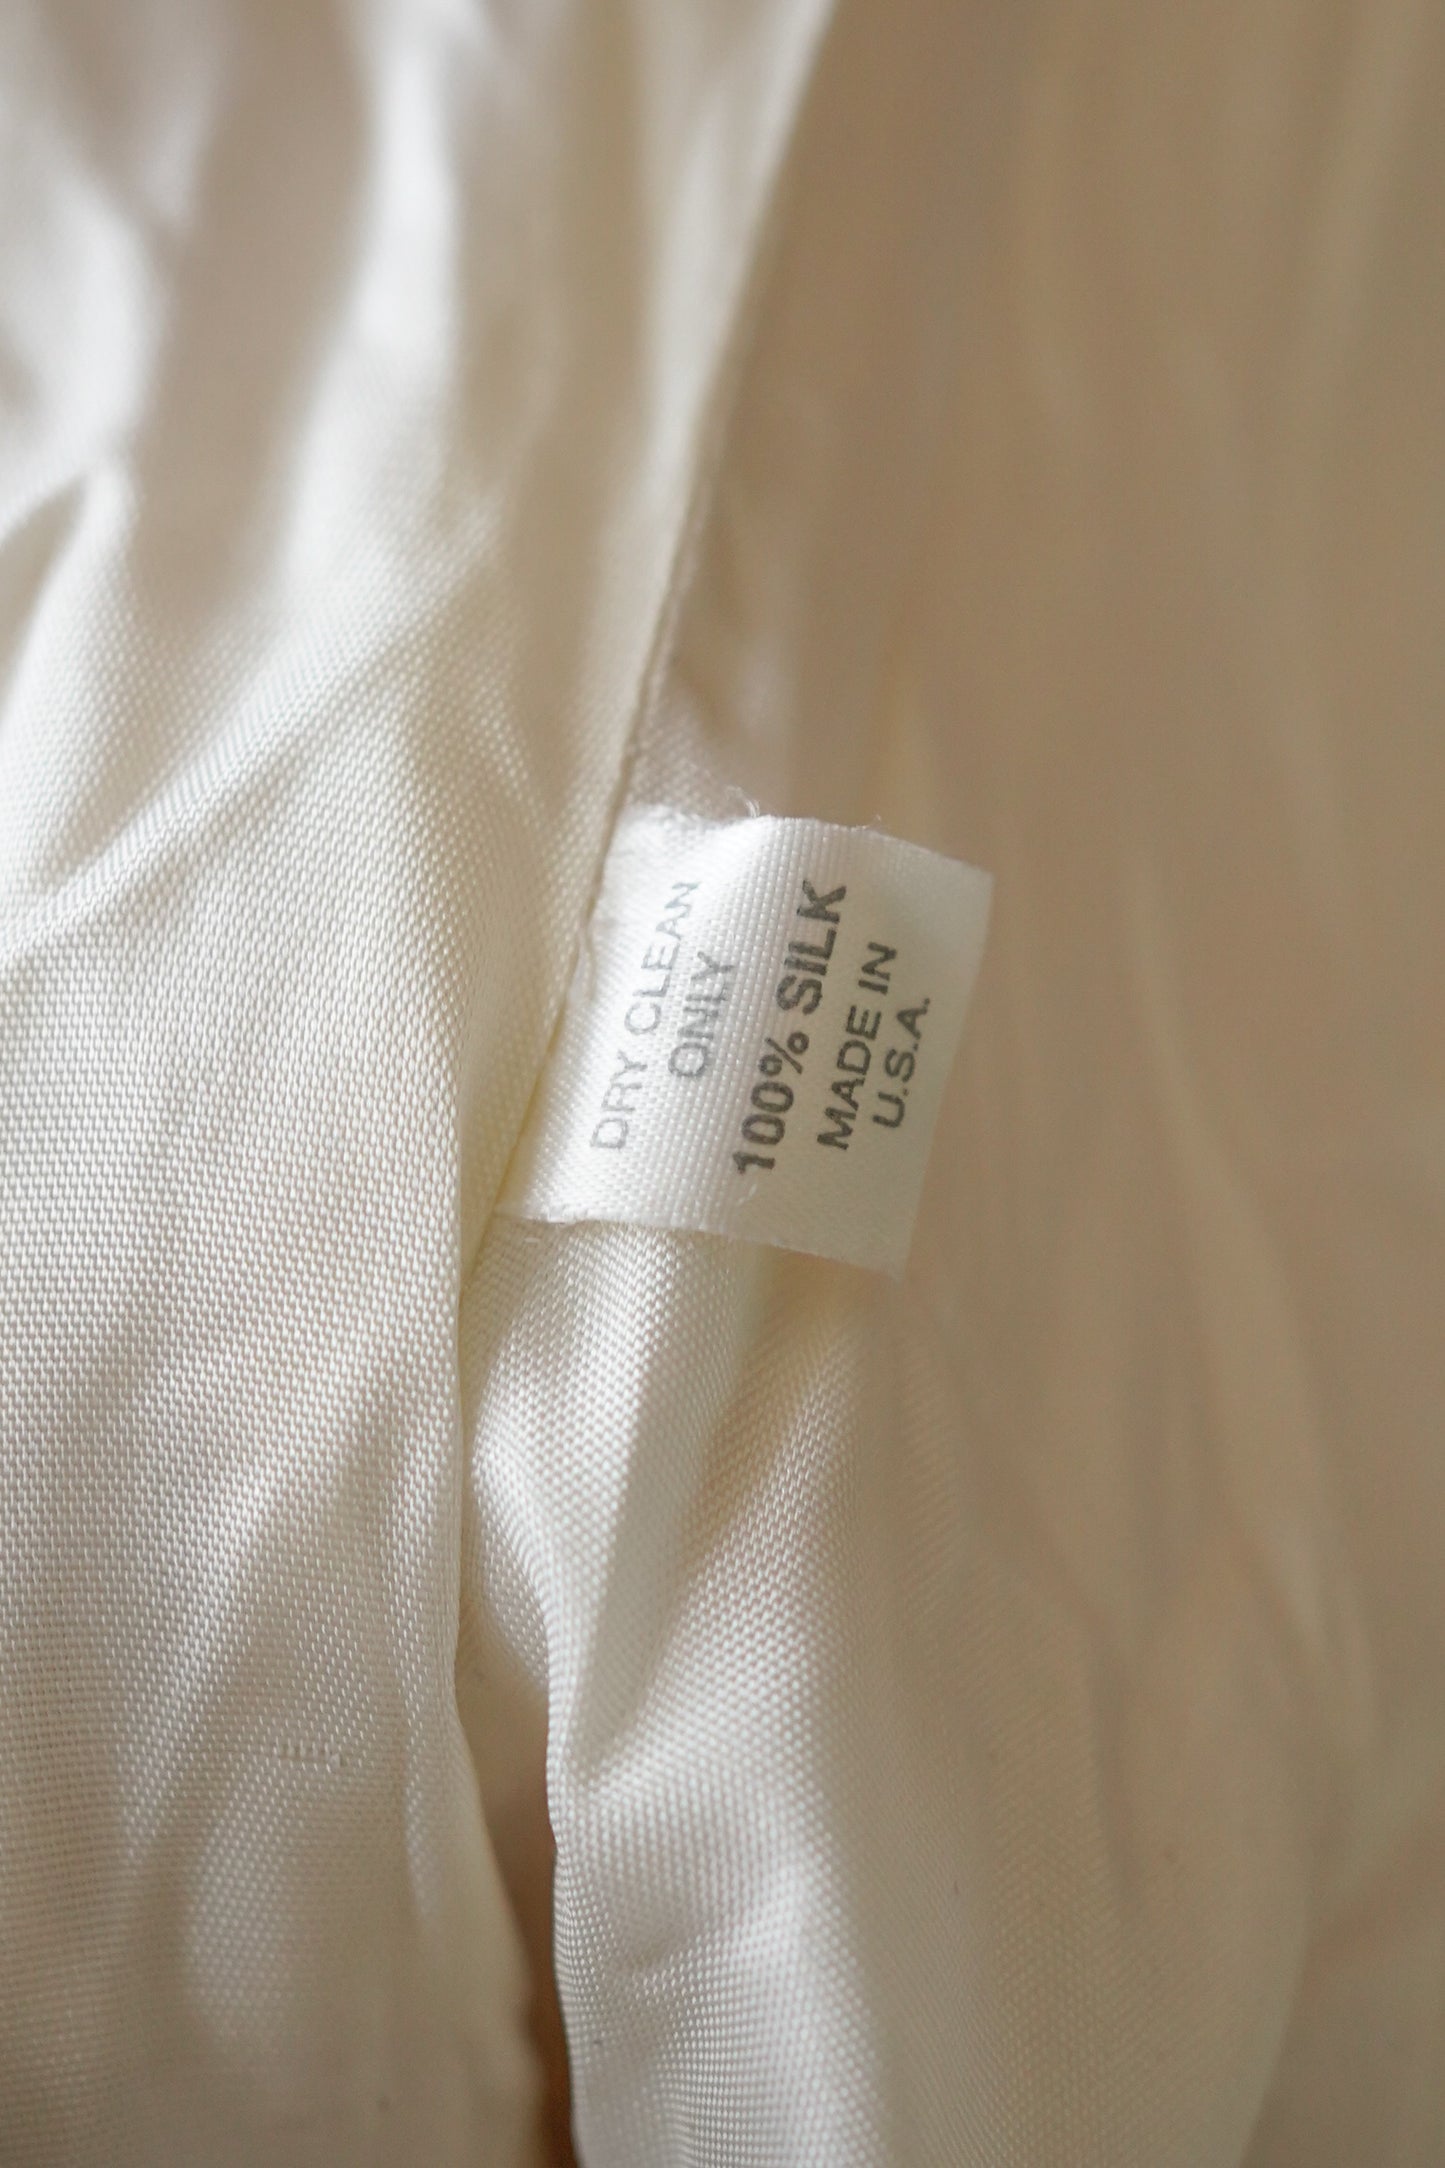 DRY CLEAN
ONLY
100% SILK
MADE IN
U.S.A.